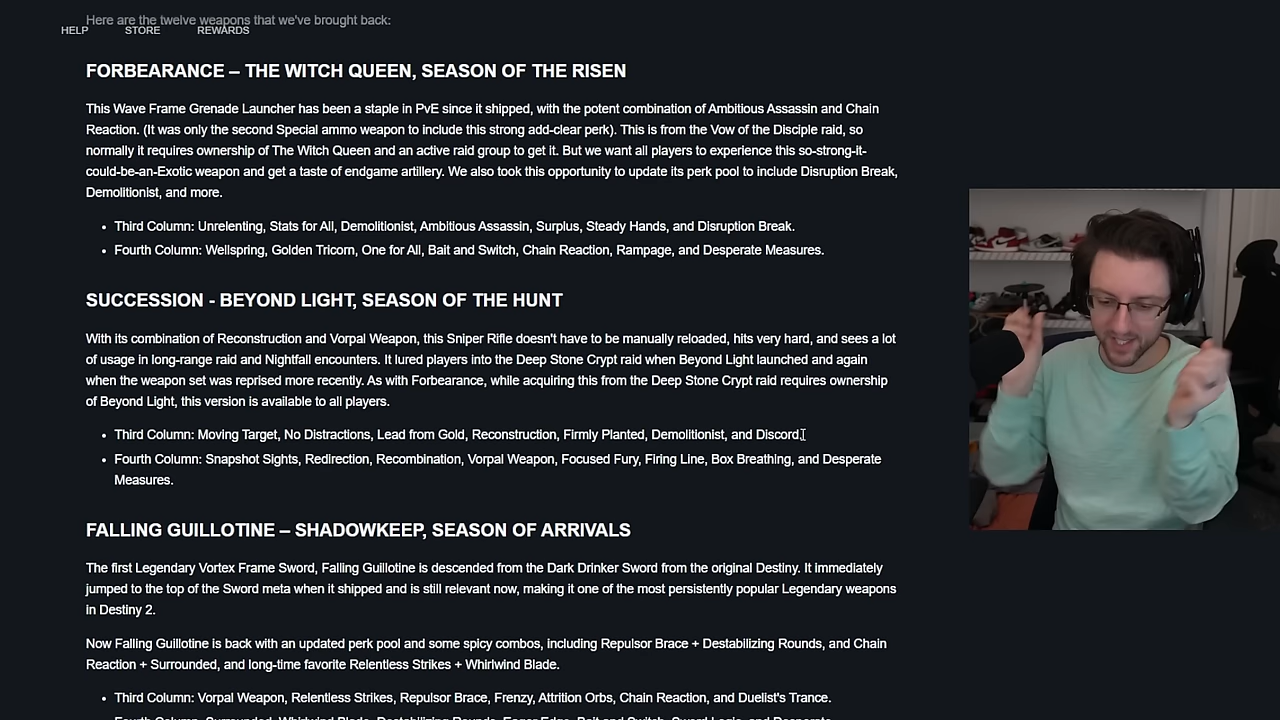 Here are the twelve weapons that we've brought back:
HELP STORE REWARDS
FORBEARANCE – THE WITCH QUEEN, SEASON OF THE RISEN
This Wave Frame Grenade Launcher has been a staple in PvE since it shipped, with the potent combination of Ambitious Assassin and Chain
Reaction. (It was only the second Special ammo weapon to include this strong add-clear perk). This is from the Vow of the Disciple raid, so
normally it requires ownership of The Witch Queen and an active raid group to get it. But we want all players to experience this so-strong-it-
could-be-an-Exotic weapon and get a taste of endgame artillery. We also took this opportunity to update its perk pool to include Disruption Break,
Demolitionist, and more.
• Third Column: Unrelenting, Stats for All, Demolitionist, Ambitious Assassin, Surplus, Steady Hands, and Disruption Break.
• Fourth Column: Wellspring, Golden Tricorn, One for All, Bait and Switch, Chain Reaction, Rampage, and Desperate Measures.
SUCCESSION - BEYOND LIGHT, SEASON OF THE HUNT
With its combination of Reconstruction and Vorpal Weapon, this Sniper Rifle doesn't have to be manually reloaded, hits very hard, and sees a lot
of usage in long-range raid and Nightfall encounters. It lured players into the Deep Stone Crypt raid when Beyond Light launched and again
when the weapon set was reprised more recently. As with Forbearance, while acquiring this from the Deep Stone Crypt raid requires ownership
of Beyond Light, this version is available to all players.
• Third Column: Moving Target, No Distractions, Lead from Gold, Reconstruction, Firmly Planted, Demolitionist, and Discord.
• Fourth Column: Snapshot Sights, Redirection, Recombination, Vorpal Weapon, Focused Fury, Firing Line, Box Breathing, and Desperate
Measures.
FALLING GUILLOTINE – SHADOWKEEP, SEASON OF ARRIVALS
The first Legendary Vortex Frame Sword, Falling Guillotine is descended from the Dark Drinker Sword from the original Destiny. It immediately
jumped to the top of the Sword meta when it shipped and is still relevant now, making it one of the most persistently popular Legendary weapons
in Destiny 2.
Now Falling Guillotine is back with an updated perk pool and some spicy combos, including Repulsor Brace + Destabilizing Rounds, and Chain
Reaction + Surrounded, and long-time favorite Relentless Strikes + Whirlwind Blade.
• Third Column: Vorpal Weapon, Relentless Strikes, Repulsor Brace, Frenzy, Attrition Orbs, Chain Reaction, and Duelist's Trance.
• Fourth Column: Surrounded, Whirlwind Blade, Destabilizing Rounds, Eager Edge, Bait and Switch, Sword Logic, and Desperate